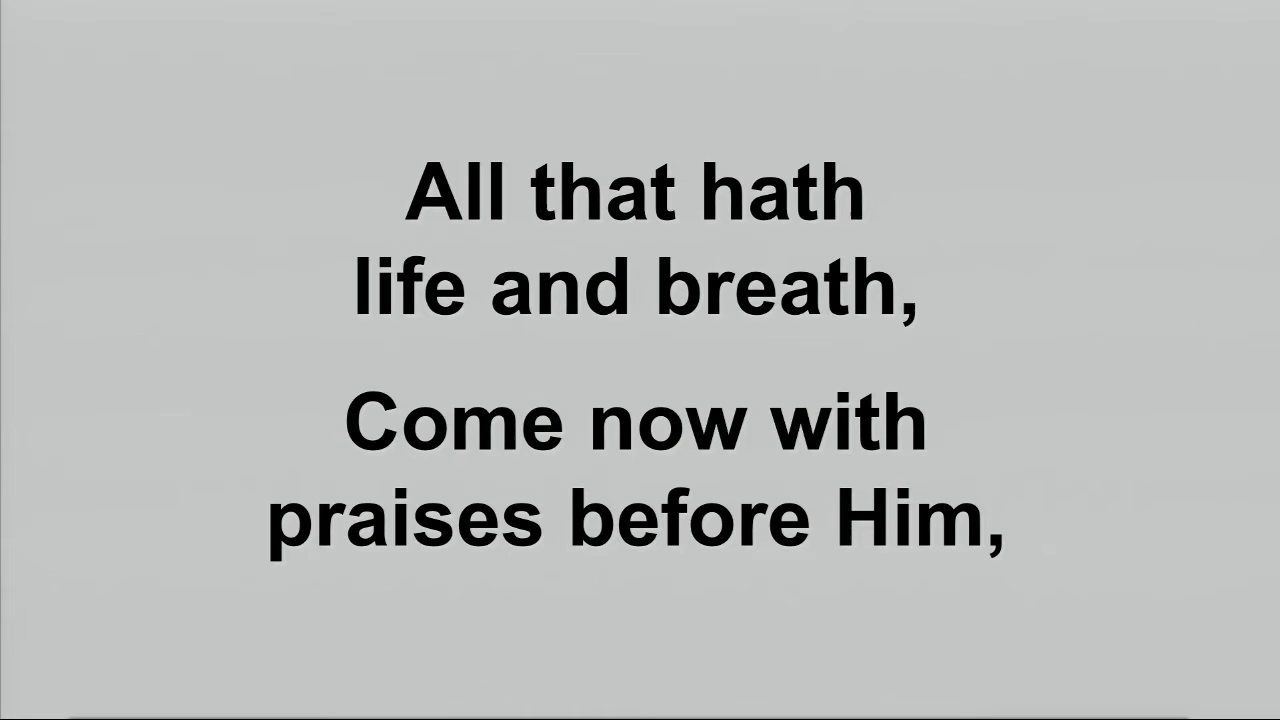 All that hath
life and breath,
Come now with
praises before Him,